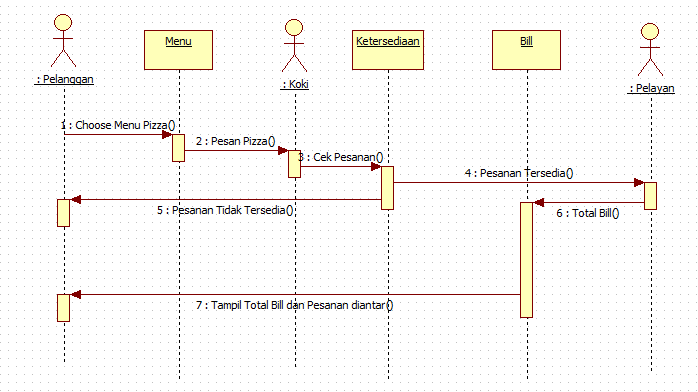 Menu
Ketersediaan
Bill
: Pelanggan
: Koki
: Pelayan
1 : Choose Menu Pizza()
2 : Pesan Pizza()
3 : Cek Pesanan()
4 : Pesanan Tersedia()
5 : Pesanan Tidak Tersedia()
6 : Total Bill()
7 : Tampil Total Bill dan Pesanan diantar()